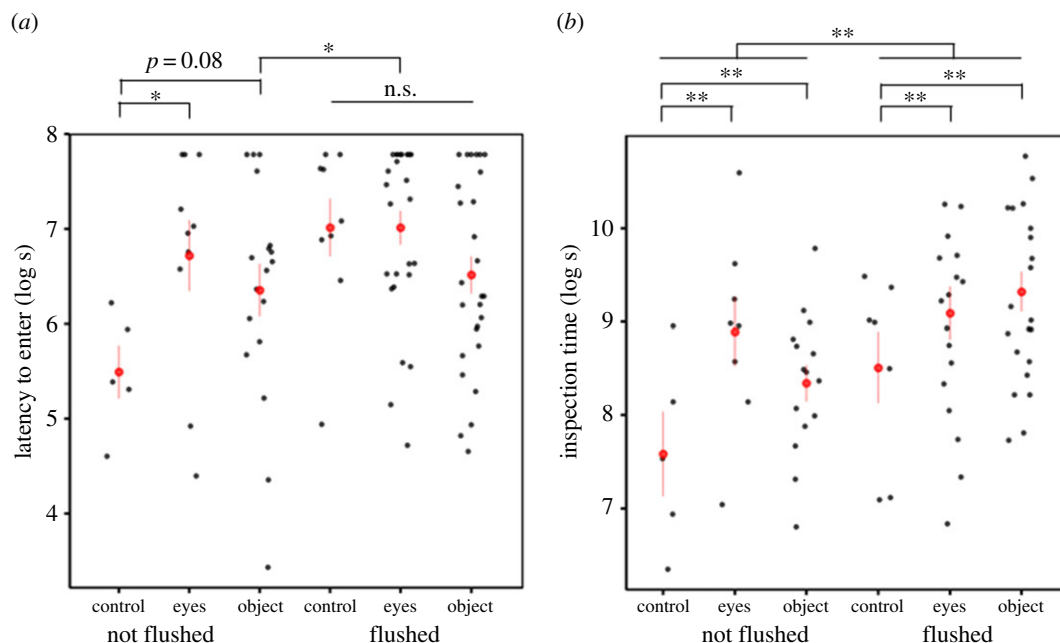 (a)
*
p = 0.08
*
n.s.
8
7
6
5
4
latency to enter (log s)
control eyes object control eyes object
not flushed flushed
(b)
**
** **
** **
10
9
8
7
inspection time (log s)
control eyes object control eyes object
not flushed flushed